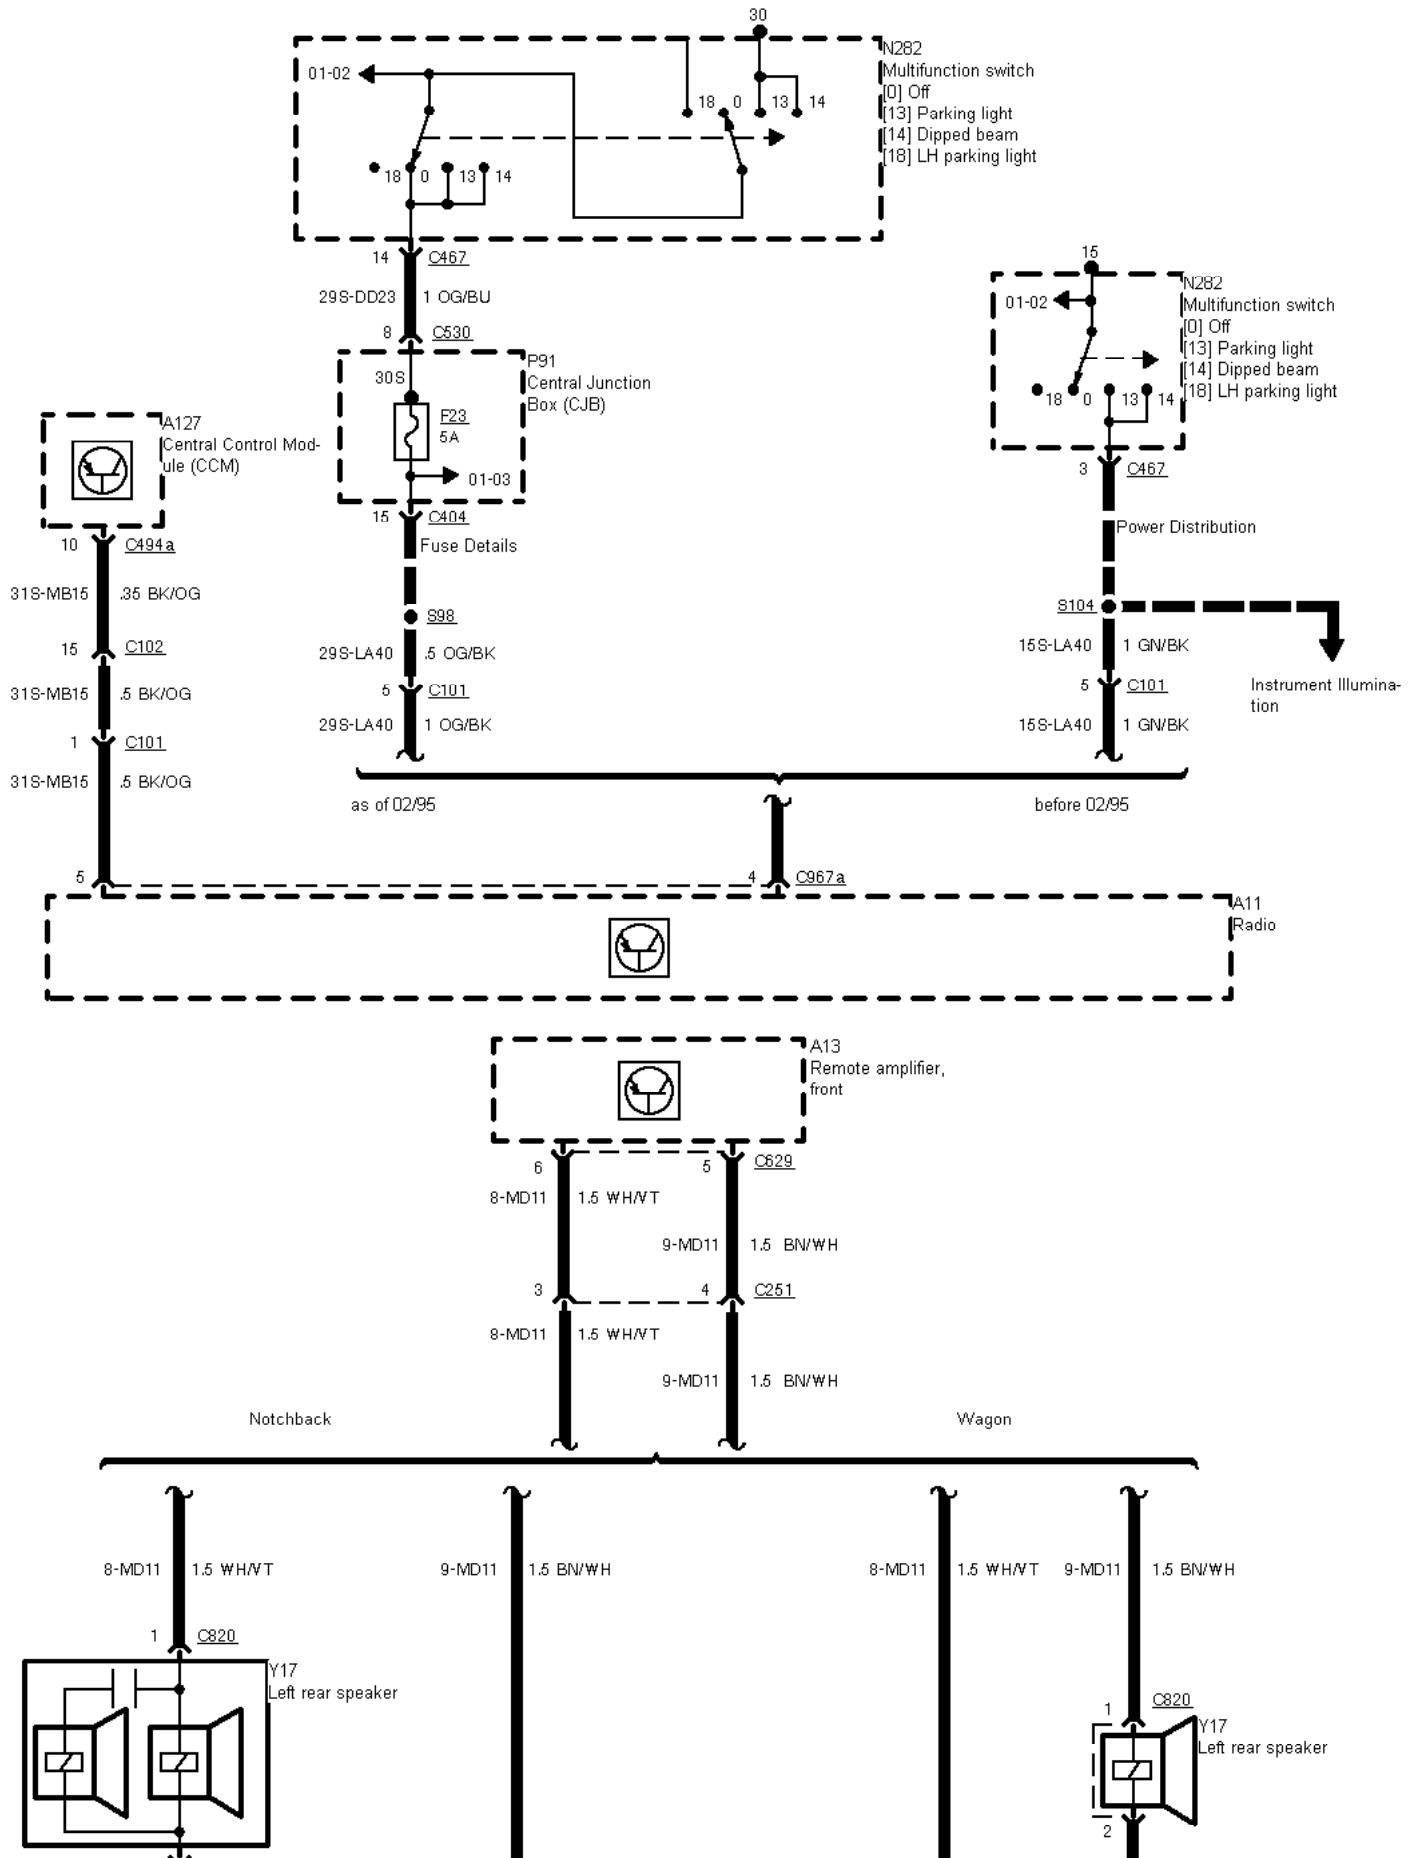 30
N282
Multifunction switch
[0] Off
[13] Parking light
[14] Dipped beam
[18] LH parking light
01-02
18 0 13 14
18 0 13 14
14 C467
29S-DD23 1 OG/BU
8 C530
P91
Central Junction
Box (CJB)
30S
F23
5A
01-03
15 C404
Fuse Details
S98
29S-LA40 .5 OG/BK
5 C101
29S-LA40 1 OG/BK
15
N282
Multifunction switch
[0] Off
[13] Parking light
[14] Dipped beam
[18] LH parking light
01-02
18 0 13 14
3 C467
Power Distribution
S104
15S-LA40 1 GN/BK
5 C101
15S-LA40 1 GN/BK
Instrument Illumina-
tion
A127
Central Control Mod-
ule (CCM)
10 C494a
31S-MB15 .35 BK/OG
15 C102
31S-MB15 .5 BK/OG
1 C101
31S-MB15 .5 BK/OG
as of 02/95
before 02/95
5 4 C967a
A11
Radio
A13
Remote amplifier,
front
6 5 C629
8-MD11 1.5 WH/VT
9-MD11 1.5 BN/WH
3 4 C251
8-MD11 1.5 WH/VT
9-MD11 1.5 BN/WH
Notchback
Wagon
8-MD11 1.5 WH/VT
9-MD11 1.5 BN/WH
8-MD11 1.5 WH/VT
9-MD11 1.5 BN/WH
1 C820
Y17
Left rear speaker
1 C820
Y17
Left rear speaker
2